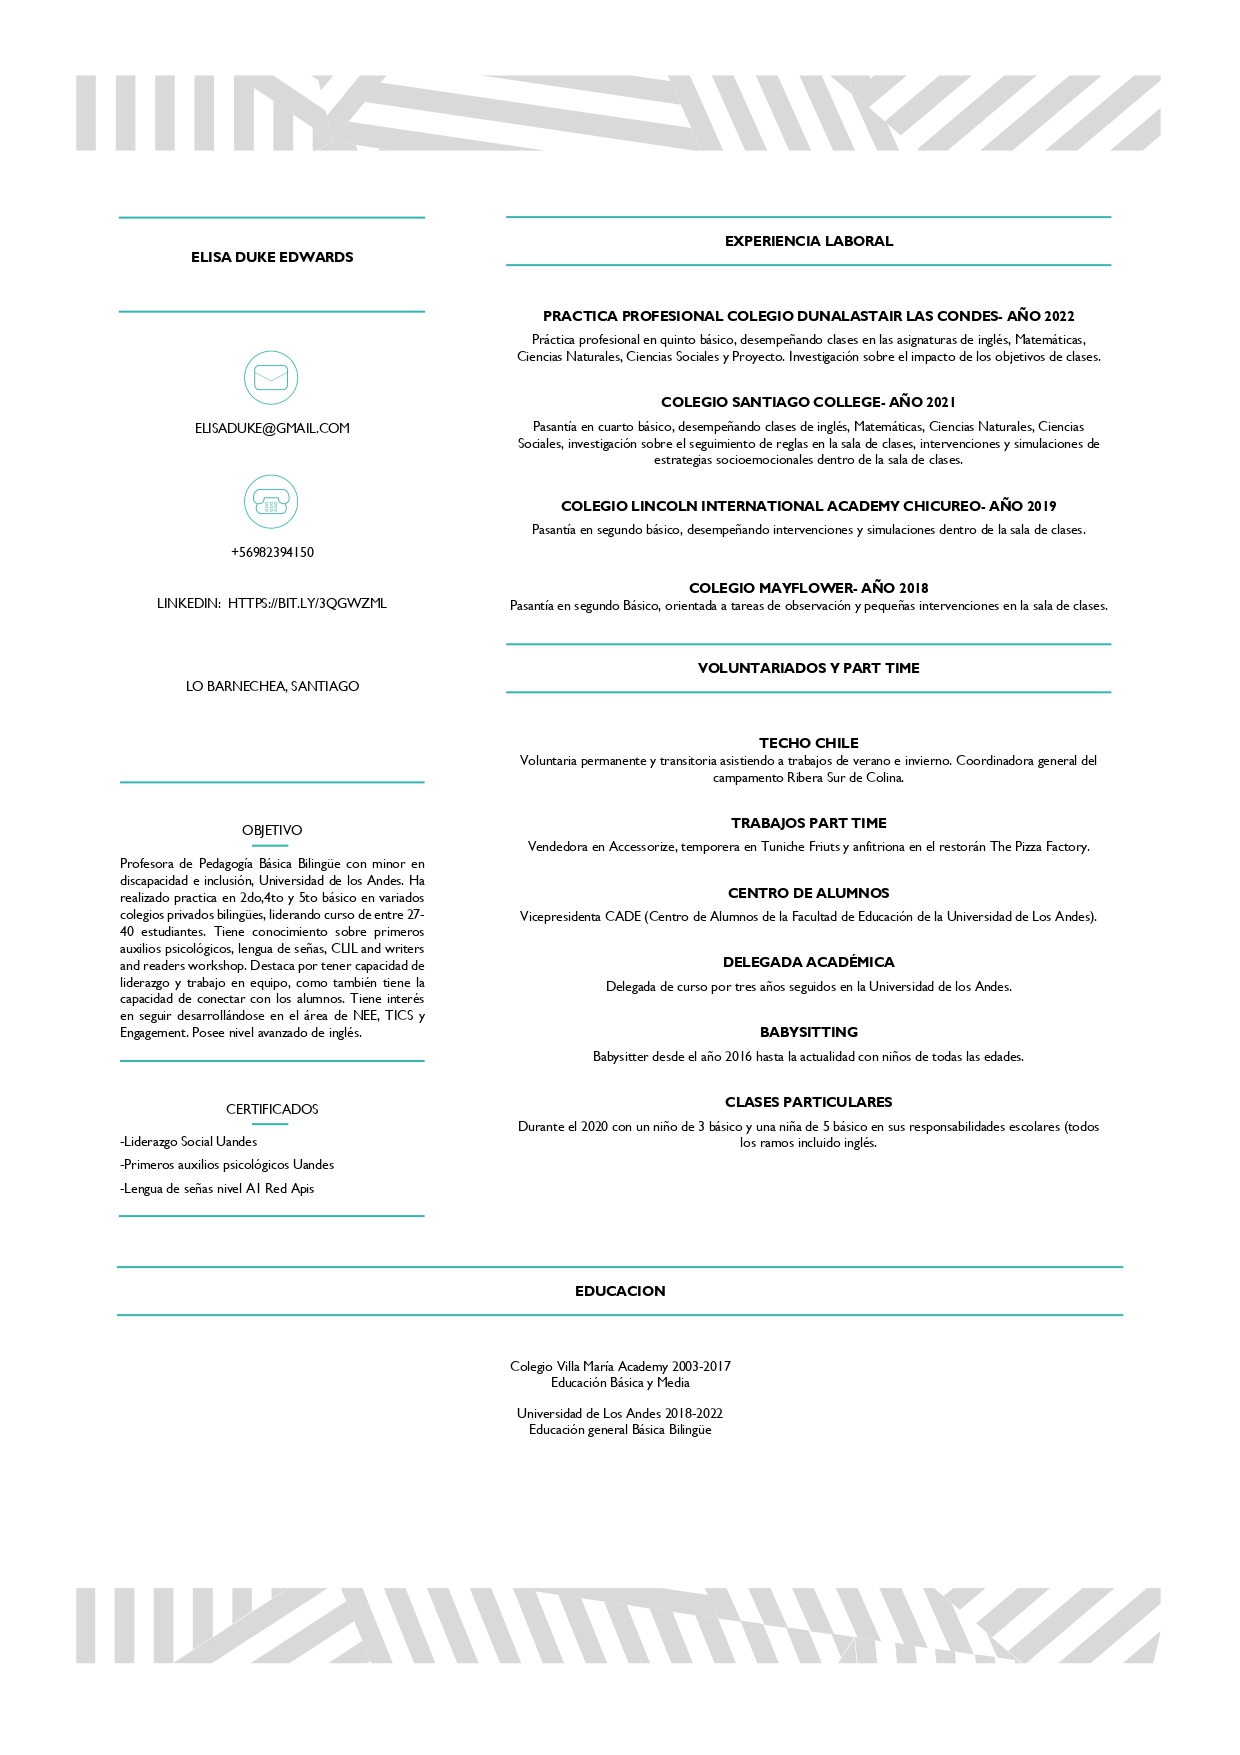 ELISA DUKE EDWARDS
ELISADUKE@GMAIL.COM
+56982394150
LINKEDIN:  HTTPS://BIT.LY/3QGWZML
LO BARNECHEA, SANTIAGO
OBJETIVO
Profesora de Pedagogía Básica Bilingüe con minor en
discapacidad e inclusión, Universidad de los Andes. Ha
realizado practica en 2do,4to y 5to básico en variados
colegios privados bilingües, liderando curso de entre 27-
40 estudiantes. Tiene conocimiento sobre primeros
auxilios psicológicos, lengua de señas, CLIL and writers
and readers workshop. Destaca por tener capacidad de
liderazgo y trabajo en equipo, como también tiene la
capacidad de conectar con los alumnos. Tiene interés
en seguir desarrollándose en el área de NEE, TICS y
Engagement. Posee nivel avanzado de inglés.
CERTIFICADOS
-Liderazgo Social Uandes
-Primeros auxilios psicológicos Uandes
-Lengua de señas nivel A1 Red Apis
EXPERIENCIA LABORAL
PRACTICA PROFESIONAL COLEGIO DUNALASTAIR LAS CONDES- AÑO 2022
Práctica profesional en quinto básico, desempeñando clases en las asignaturas de inglés, Matemáticas,
Ciencias Naturales, Ciencias Sociales y Proyecto. Investigación sobre el impacto de los objetivos de clases.
COLEGIO SANTIAGO COLLEGE- AÑO 2021
Pasantía en cuarto básico, desempeñando clases de inglés, Matemáticas, Ciencias Naturales, Ciencias
Sociales, investigación sobre el seguimiento de reglas en la sala de clases, intervenciones y simulaciones de
estrategias socioemocionales dentro de la sala de clases.
COLEGIO LINCOLN INTERNATIONAL ACADEMY CHICUREO- AÑO 2019
Pasantía en segundo básico, desempeñando intervenciones y simulaciones dentro de la sala de clases.
COLEGIO MAYFLOWER- AÑO 2018
Pasantía en segundo Básico, orientada a tareas de observación y pequeñas intervenciones en la sala de clases.
VOLUNTARIADOS Y PART TIME
TECHO CHILE
Voluntaria permanente y transitoria asistiendo a trabajos de verano e invierno. Coordinadora general del
campamento Ribera Sur de Colina.
TRABAJOS PART TIME
Vendedora en Accessorize, temporera en Tuniche Friuts y anfitriona en el restorán The Pizza Factory.
CENTRO DE ALUMNOS
Vicepresidenta CADE (Centro de Alumnos de la Facultad de Educación de la Universidad de Los Andes).
DELEGADA ACADÉMICA
Delegada de curso por tres años seguidos en la Universidad de los Andes.
BABYSITTING
Babysitter desde el año 2016 hasta la actualidad con niños de todas las edades.
CLASES PARTICULARES
Durante el 2020 con un niño de 3 básico y una niña de 5 básico en sus responsabilidades escolares (todos
los ramos incluido inglés.
EDUCACION
Colegio Villa María Academy 2003-2017
Educación Básica y Media
Universidad de Los Andes 2018-2022
Educación general Básica Bilingüe